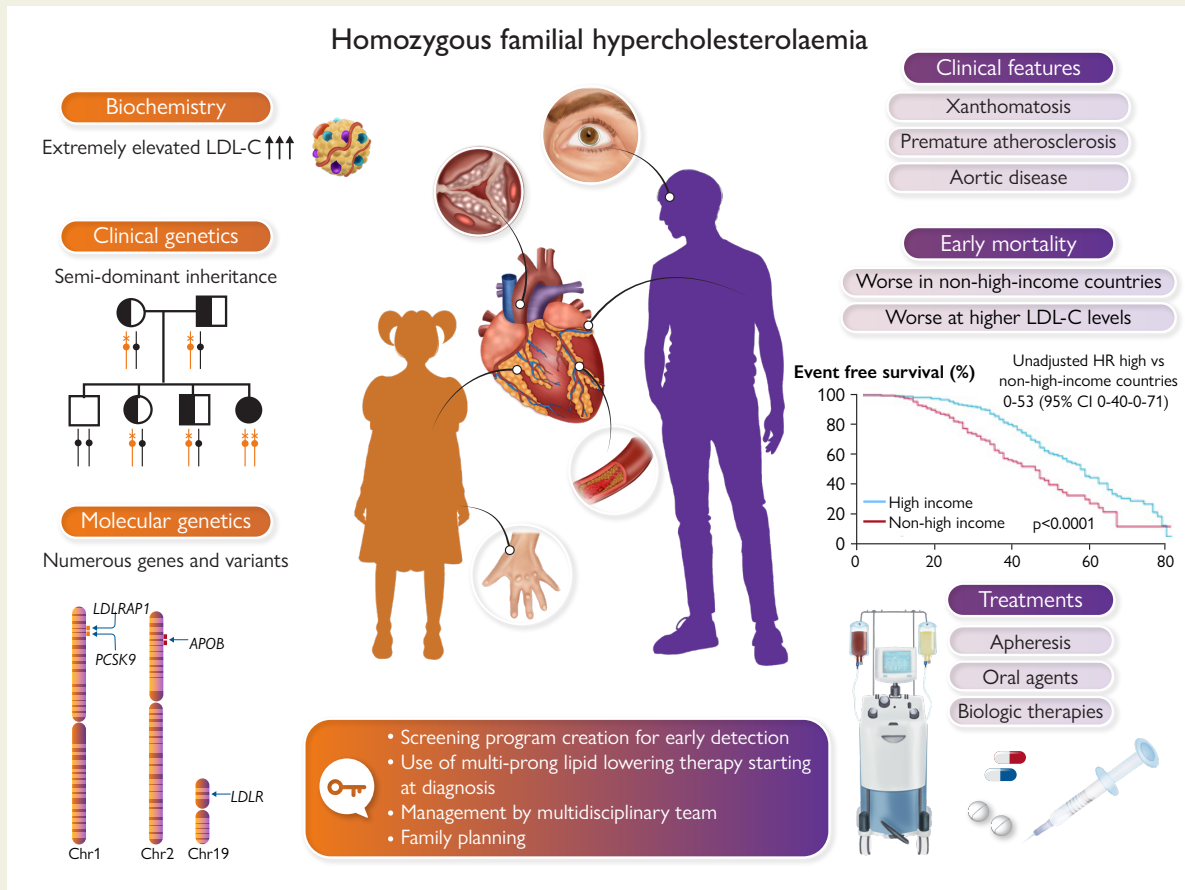 Homozygous familial hypercholesterolaemia
Biochemistry
Extremely elevated LDL-C
Clinical genetics
Semi-dominant inheritance
Molecular genetics
Numerous genes and variants
LDLRAP1
PCSK9
APOB
LDLR
Chr1
Chr2
Chr19
• Screening program creation for early detection
• Use of multi-prong lipid lowering therapy starting
at diagnosis
• Management by multidisciplinary team
• Family planning
Clinical features
Xanthomatosis
Premature atherosclerosis
Aortic disease
Early mortality
Worse in non-high-income countries
Worse at higher LDL-C levels
Event free survival (%)
Unadjusted HR high vs
non-high-income countries
0-53 (95% CI 0-40-0-71)
100
80
60
40
20
0
High income
Non-high income
p<0.0001
0 20 40 60 80
Treatments
Apheresis
Oral agents
Biologic therapies